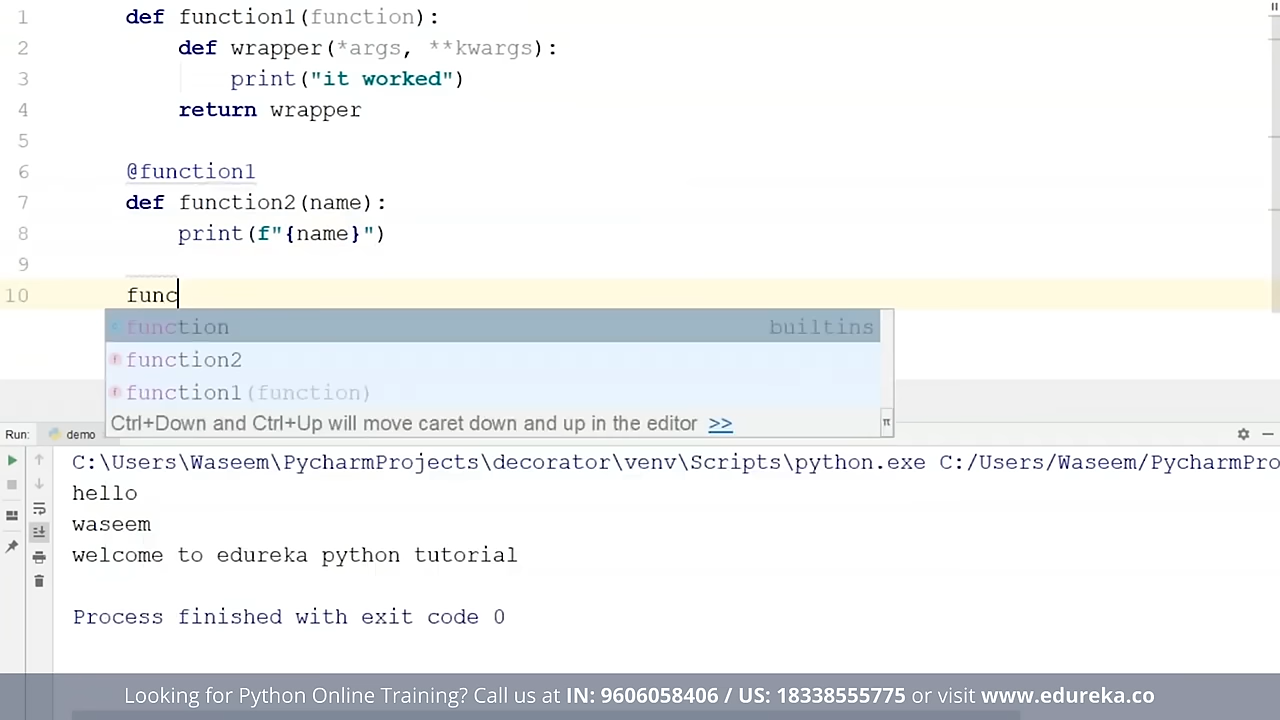 1 def function1(function):
2 def wrapper(*args, **kwargs):
3 print("it worked")
4 return wrapper
5
6 @function1
7 def function2(name):
8 print(f"{name}")
9
10 func
function builtins
function2
function1(function)
Ctrl+Down and Ctrl+Up will move caret down and up in the editor >>
π
Run: demo
C:\Users\Waseem\PycharmProjects\decorator\venv\Scripts\python.exe C:/Users/Waseem/PycharmPro
hello
waseem
welcome to edureka python tutorial
Process finished with exit code 0
Looking for Python Online Training? Call us at IN: 9606058406 / US: 18338555775 or visit www.edureka.co